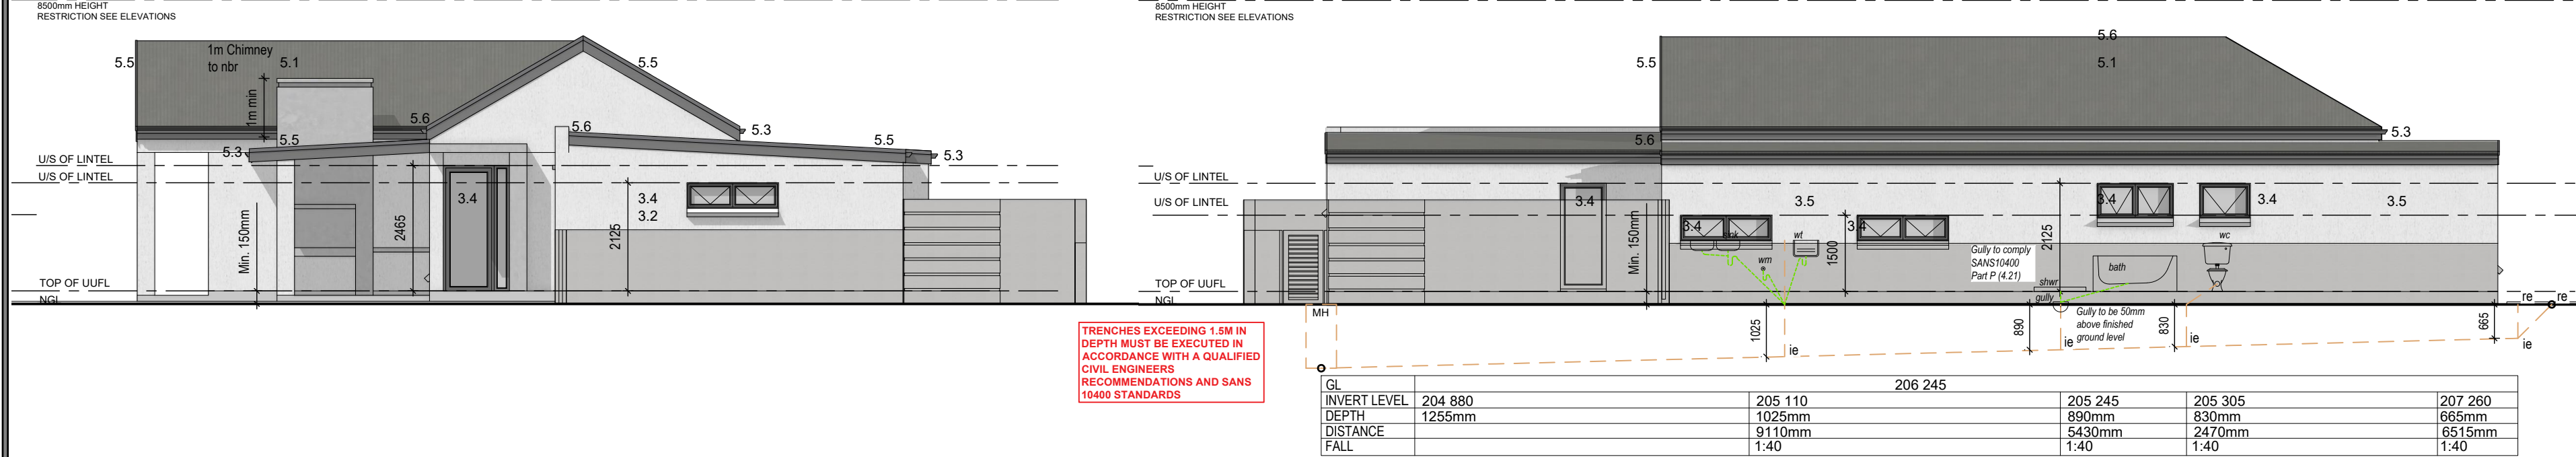 8500mm HEIGHT
RESTRICTION SEE ELEVATIONS
5.5
1m Chimney
to nbr
5.1
1m min
5.5
5.6
5.6
5.3
5.5
5.3
5.5
5.3
U/S OF LINTEL
U/S OF LINTEL
Min. 150mm
2465
3.4
2125
3.4
3.2
TOP OF UUFL
NGL
8500mm HEIGHT
RESTRICTION SEE ELEVATIONS
5.6
5.5
5.1
5.3
5.6
U/S OF LINTEL
U/S OF LINTEL
3.4
Min. 150mm
3.4
sink
3.5
wt
wm
1500
3.4
Gully to comply
SANS10400
Part P (4.21)
2125
3.4
3.4
3.5
wc
bath
shwr
gully
TOP OF UUFL
NGL
MH
re
re
Gully to be 50mm
above finished
ground level
1025
ie
890
ie
830
ie
665
ie
TRENCHES EXCEEDING 1.5M IN
DEPTH MUST BE EXECUTED IN
ACCORDANCE WITH A QUALIFIED
CIVIL ENGINEERS
RECOMMENDATIONS AND SANS
10400 STANDARDS
GL 206 245
INVERT LEVEL 204 880 205 110 205 245 205 305 207 260
DEPTH 1255mm 1025mm 890mm 830mm 665mm
DISTANCE 9110mm 5430mm 2470mm 6515mm
FALL 1:40 1:40 1:40 1:40